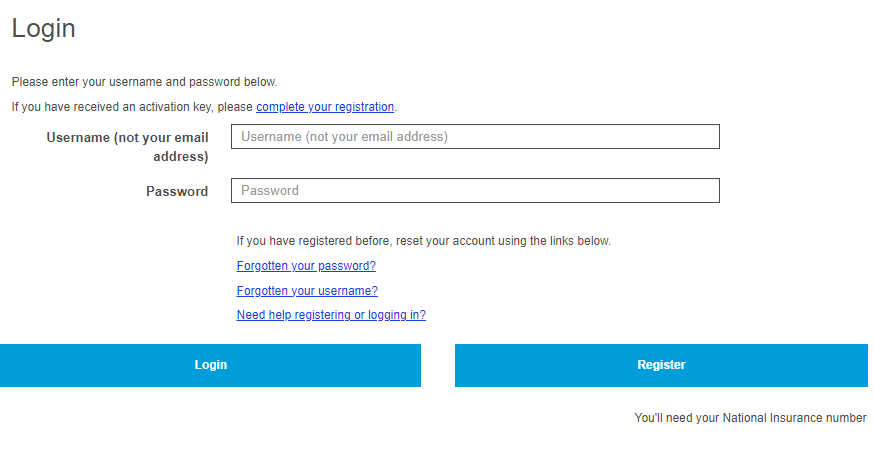 Login
Please enter your username and password below.
If you have received an activation key, please complete your registration.
Username (not your email
address)
Username (not your email address)
Password
Password
If you have registered before, reset your account using the links below.
Forgotten your password?
Forgotten your username?
Need help registering or logging in?
Login
Register
You'll need your National Insurance number